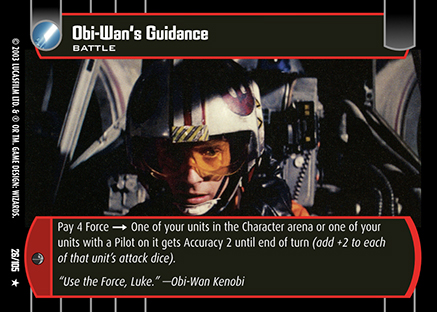 Obi-Wan's Guidance
BATTLE
© 2003 LUCASFILM LTD. & ® OR TM. GAME DESIGN: WIZARDS.
Pay 4 Force → One of your units in the Character arena or one of your
units with a Pilot on it gets Accuracy 2 until end of turn (add +2 to each
of that unit's attack dice).
"Use the Force, Luke." —Obi-Wan Kenobi
26/105 ★